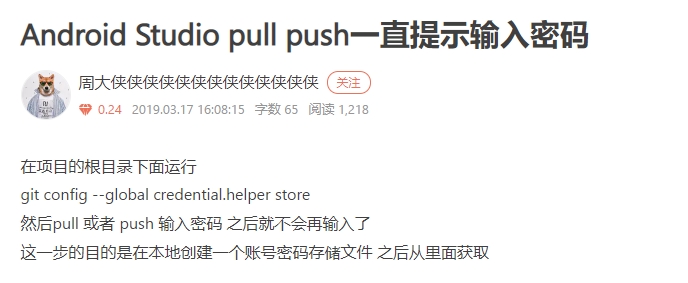 Android Studio pull push一直提示输入密码
周大侠侠侠侠侠侠侠侠侠侠侠侠侠 关注
0.24 2019.03.17 16:08:15 字数 65 阅读 1,218
在项目的根目录下面运行
git config --global credential.helper store
然后pull 或者 push 输入密码 之后就不会再输入了
这一步的目的是在本地创建一个账号密码存储文件 之后从里面获取